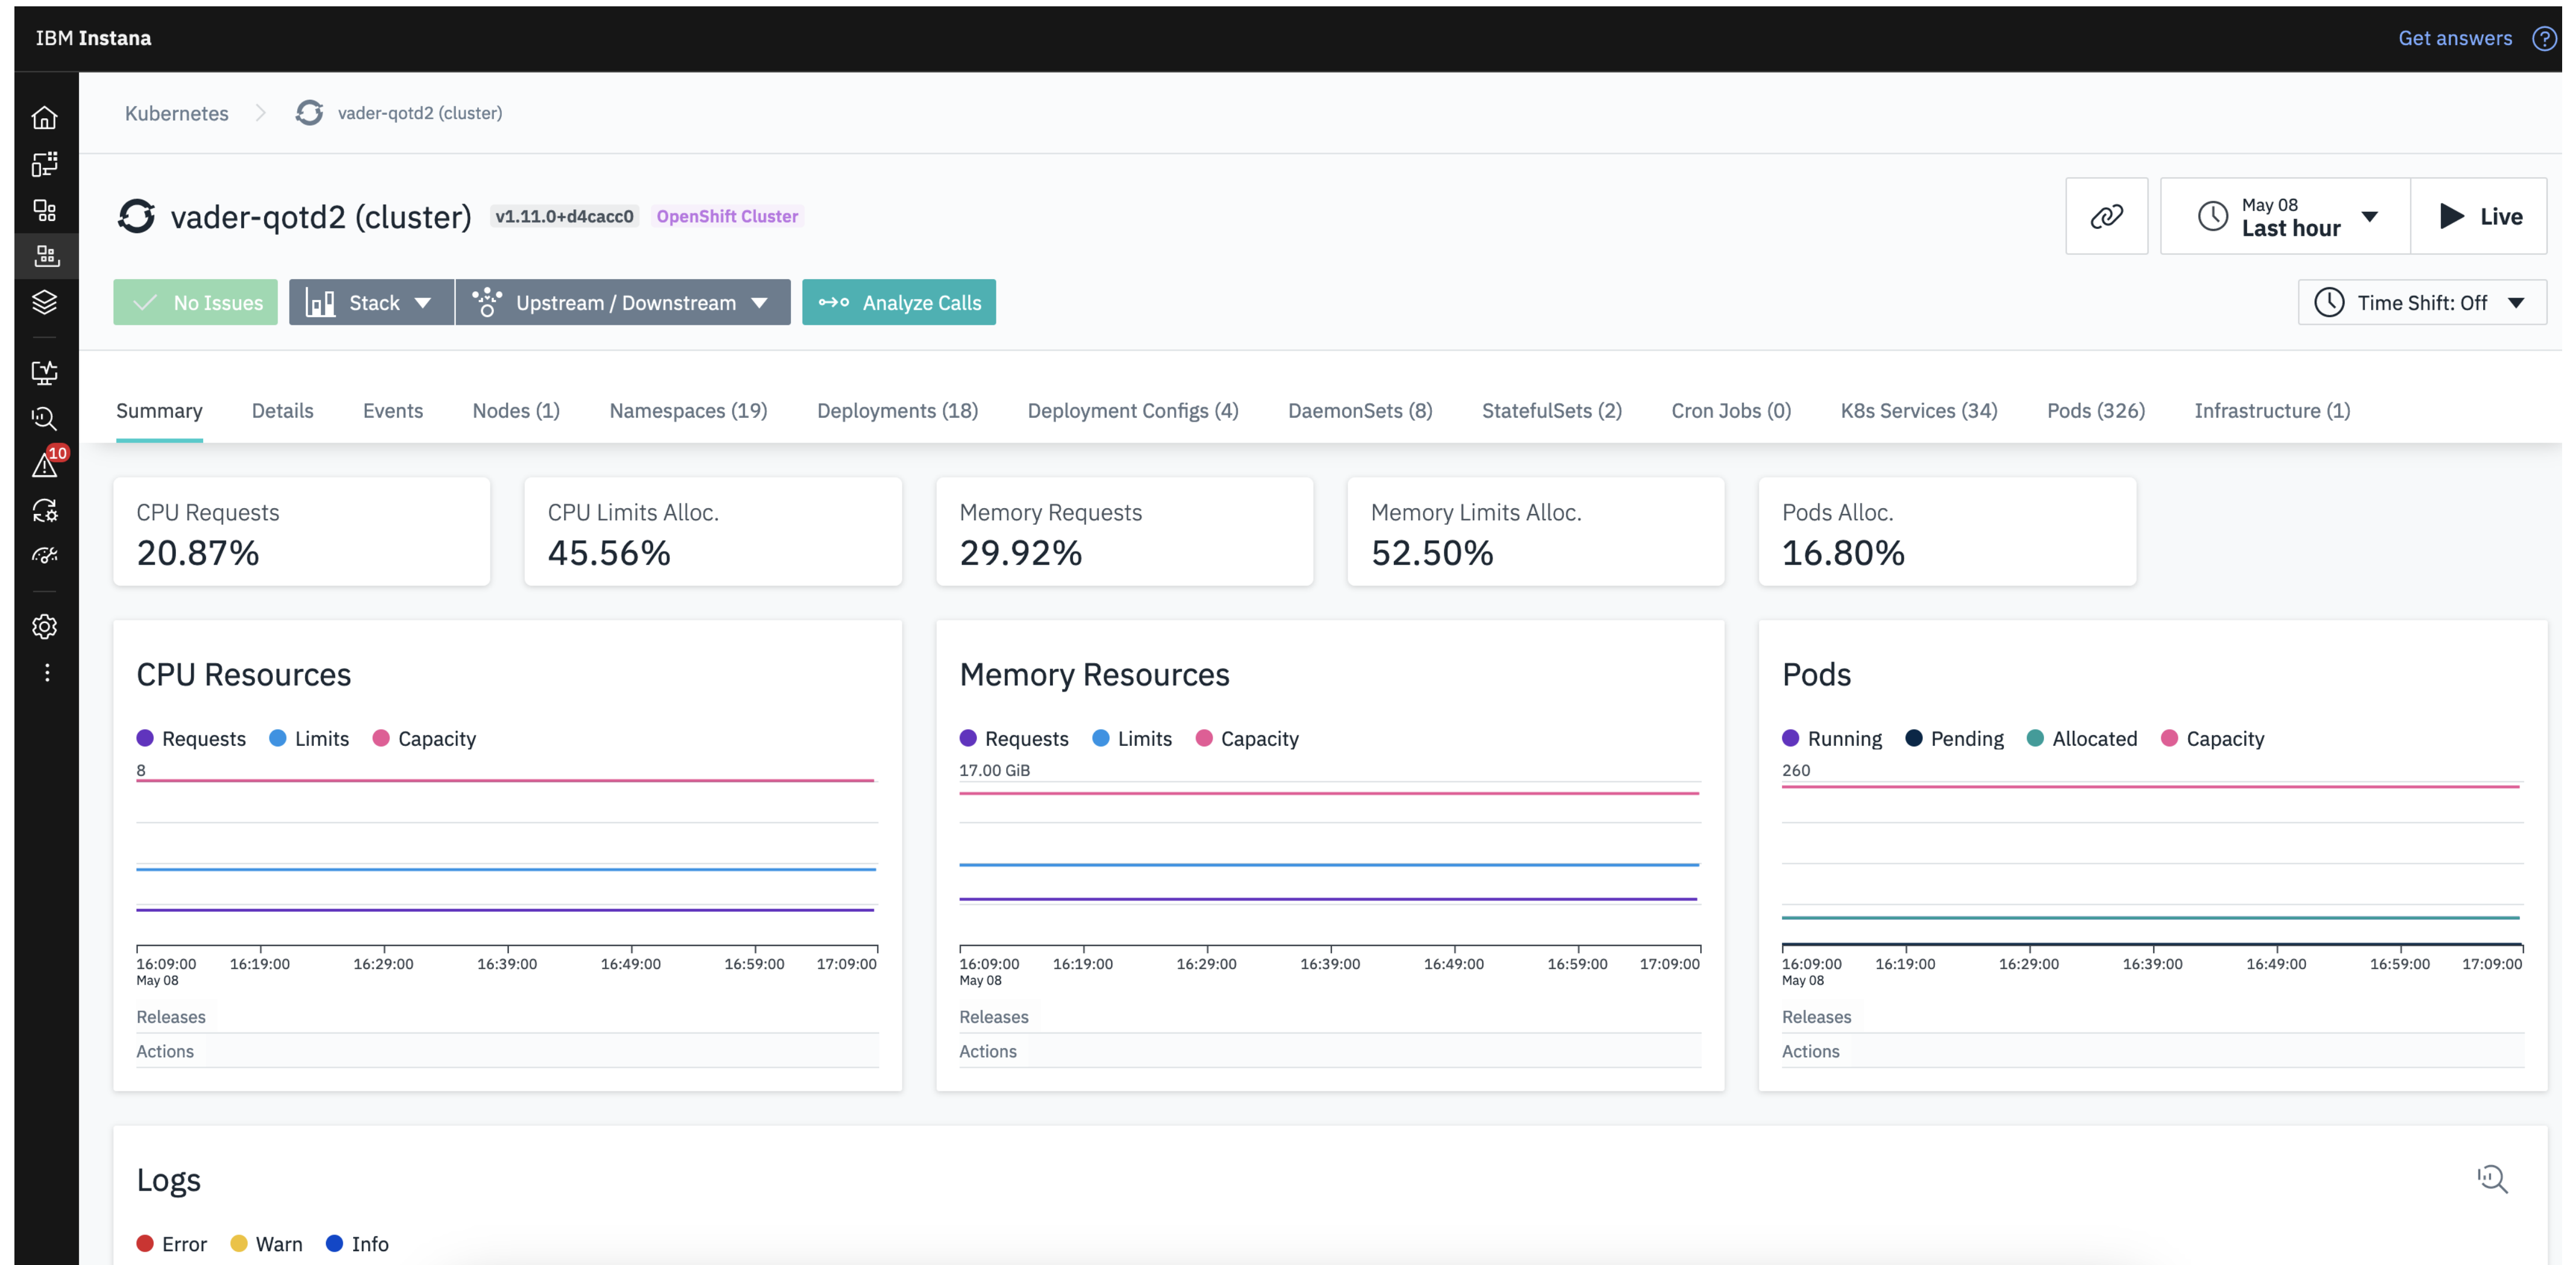 IBM Instana
Get answers
Kubernetes
vader-qotd2 (cluster)
vader-qotd2 (cluster)
v1.11.0+d4cacc0
OpenShift Cluster
May 08
Last hour
Live
No Issues
Stack
Upstream / Downstream
Analyze Calls
Time Shift: Off
10
Summary
Details
Events
Nodes (1)
Namespaces (19)
Deployments (18)
Deployment Configs (4)
DaemonSets (8)
StatefulSets (2)
Cron Jobs (0)
K8s Services (34)
Pods (326)
Infrastructure (1)
CPU Requests
20.87%
CPU Limits Alloc.
45.56%
Memory Requests
29.92%
Memory Limits Alloc.
52.50%
Pods Alloc.
16.80%
CPU Resources
Requests Limits Capacity
8
16:09:00 16:19:00 16:29:00 16:39:00 16:49:00 16:59:00 17:09:00
May 08
Releases
Actions
Memory Resources
Requests Limits Capacity
17.00 GiB
16:09:00 16:19:00 16:29:00 16:39:00 16:49:00 16:59:00 17:09:00
May 08
Releases
Actions
Pods
Running Pending Allocated Capacity
260
16:09:00 16:19:00 16:29:00 16:39:00 16:49:00 16:59:00 17:09:00
May 08
Releases
Actions
Logs
Error Warn Info